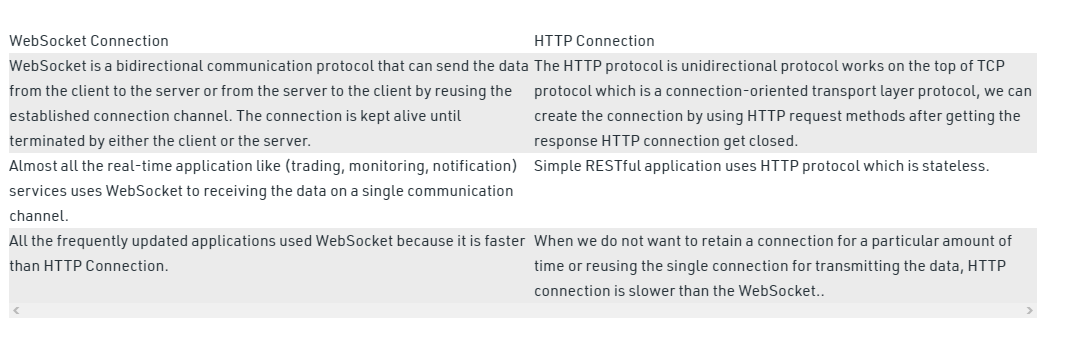 WebSocket Connection
HTTP Connection
WebSocket is a bidirectional communication protocol that can send the data
from the client to the server or from the server to the client by reusing the
established connection channel. The connection is kept alive until
terminated by either the client or the server.
The HTTP protocol is unidirectional protocol works on the top of TCP
protocol which is a connection-oriented transport layer protocol, we can
create the connection by using HTTP request methods after getting the
response HTTP connection get closed.
Almost all the real-time application like (trading, monitoring, notification)
services uses WebSocket to receiving the data on a single communication
channel.
Simple RESTful application uses HTTP protocol which is stateless.
All the frequently updated applications used WebSocket because it is faster
than HTTP Connection.
When we do not want to retain a connection for a particular amount of
time or reusing the single connection for transmitting the data, HTTP
connection is slower than the WebSocket..